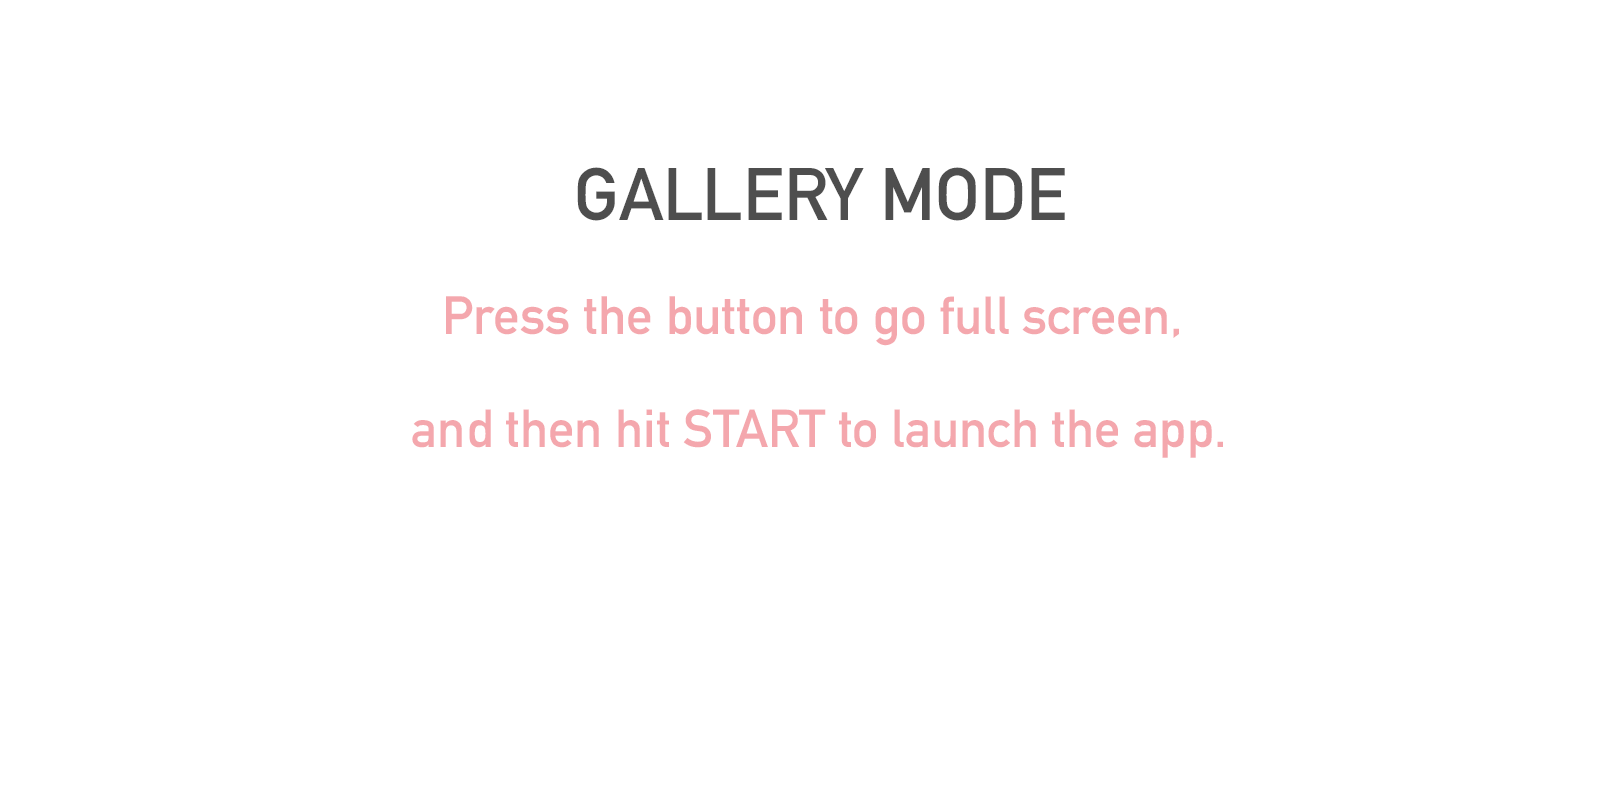 GALLERY MODE
Press the button to go full screen,
and then hit START to launch the app.